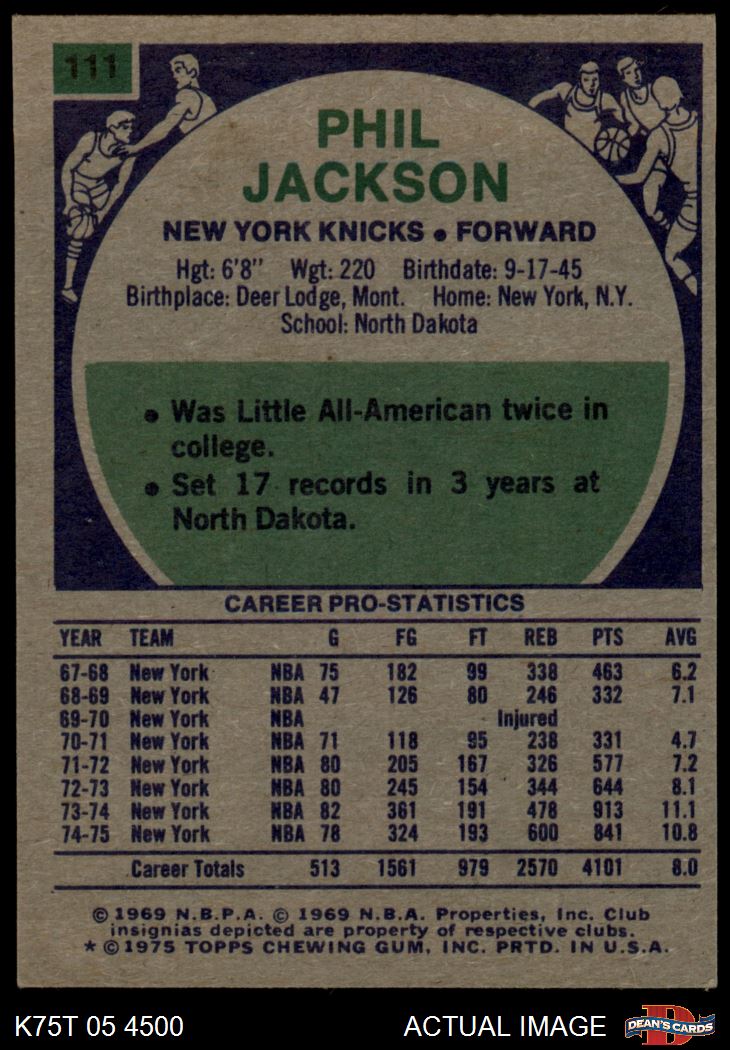 111
PHIL
JACKSON
NEW YORK KNICKS • FORWARD
Hgt: 6'8" Wgt: 220 Birthdate: 9-17-45
Birthplace: Deer Lodge, Mont. Home: New York, N.Y.
School: North Dakota
• Was Little All-American twice in
college.
• Set 17 records in 3 years at
North Dakota.
CAREER PRO-STATISTICS
YEAR TEAM G FG FT REB PTS AVG
67-68 New York NBA 75 182 99 338 463 6.2
68-69 New York NBA 47 126 80 246 332 7.1
69-70 New York NBA Injured
70-71 New York NBA 71 118 95 238 331 4.7
71-72 New York NBA 80 205 167 326 577 7.2
72-73 New York NBA 80 245 154 344 644 8.1
73-74 New York NBA 82 361 191 478 913 11.1
74-75 New York NBA 78 324 193 600 841 10.8
Career Totals 513 1561 979 2570 4101 8.0
© 1969 N.B.P.A. © 1969 N.B.A. Properties, Inc. Club
insignias depicted are property of respective clubs.
* © 1975 TOPPS CHEWING GUM, INC. PRTD. IN U.S.A.
K75T 05 4500 ACTUAL IMAGE
D
DEAN'S CARDS